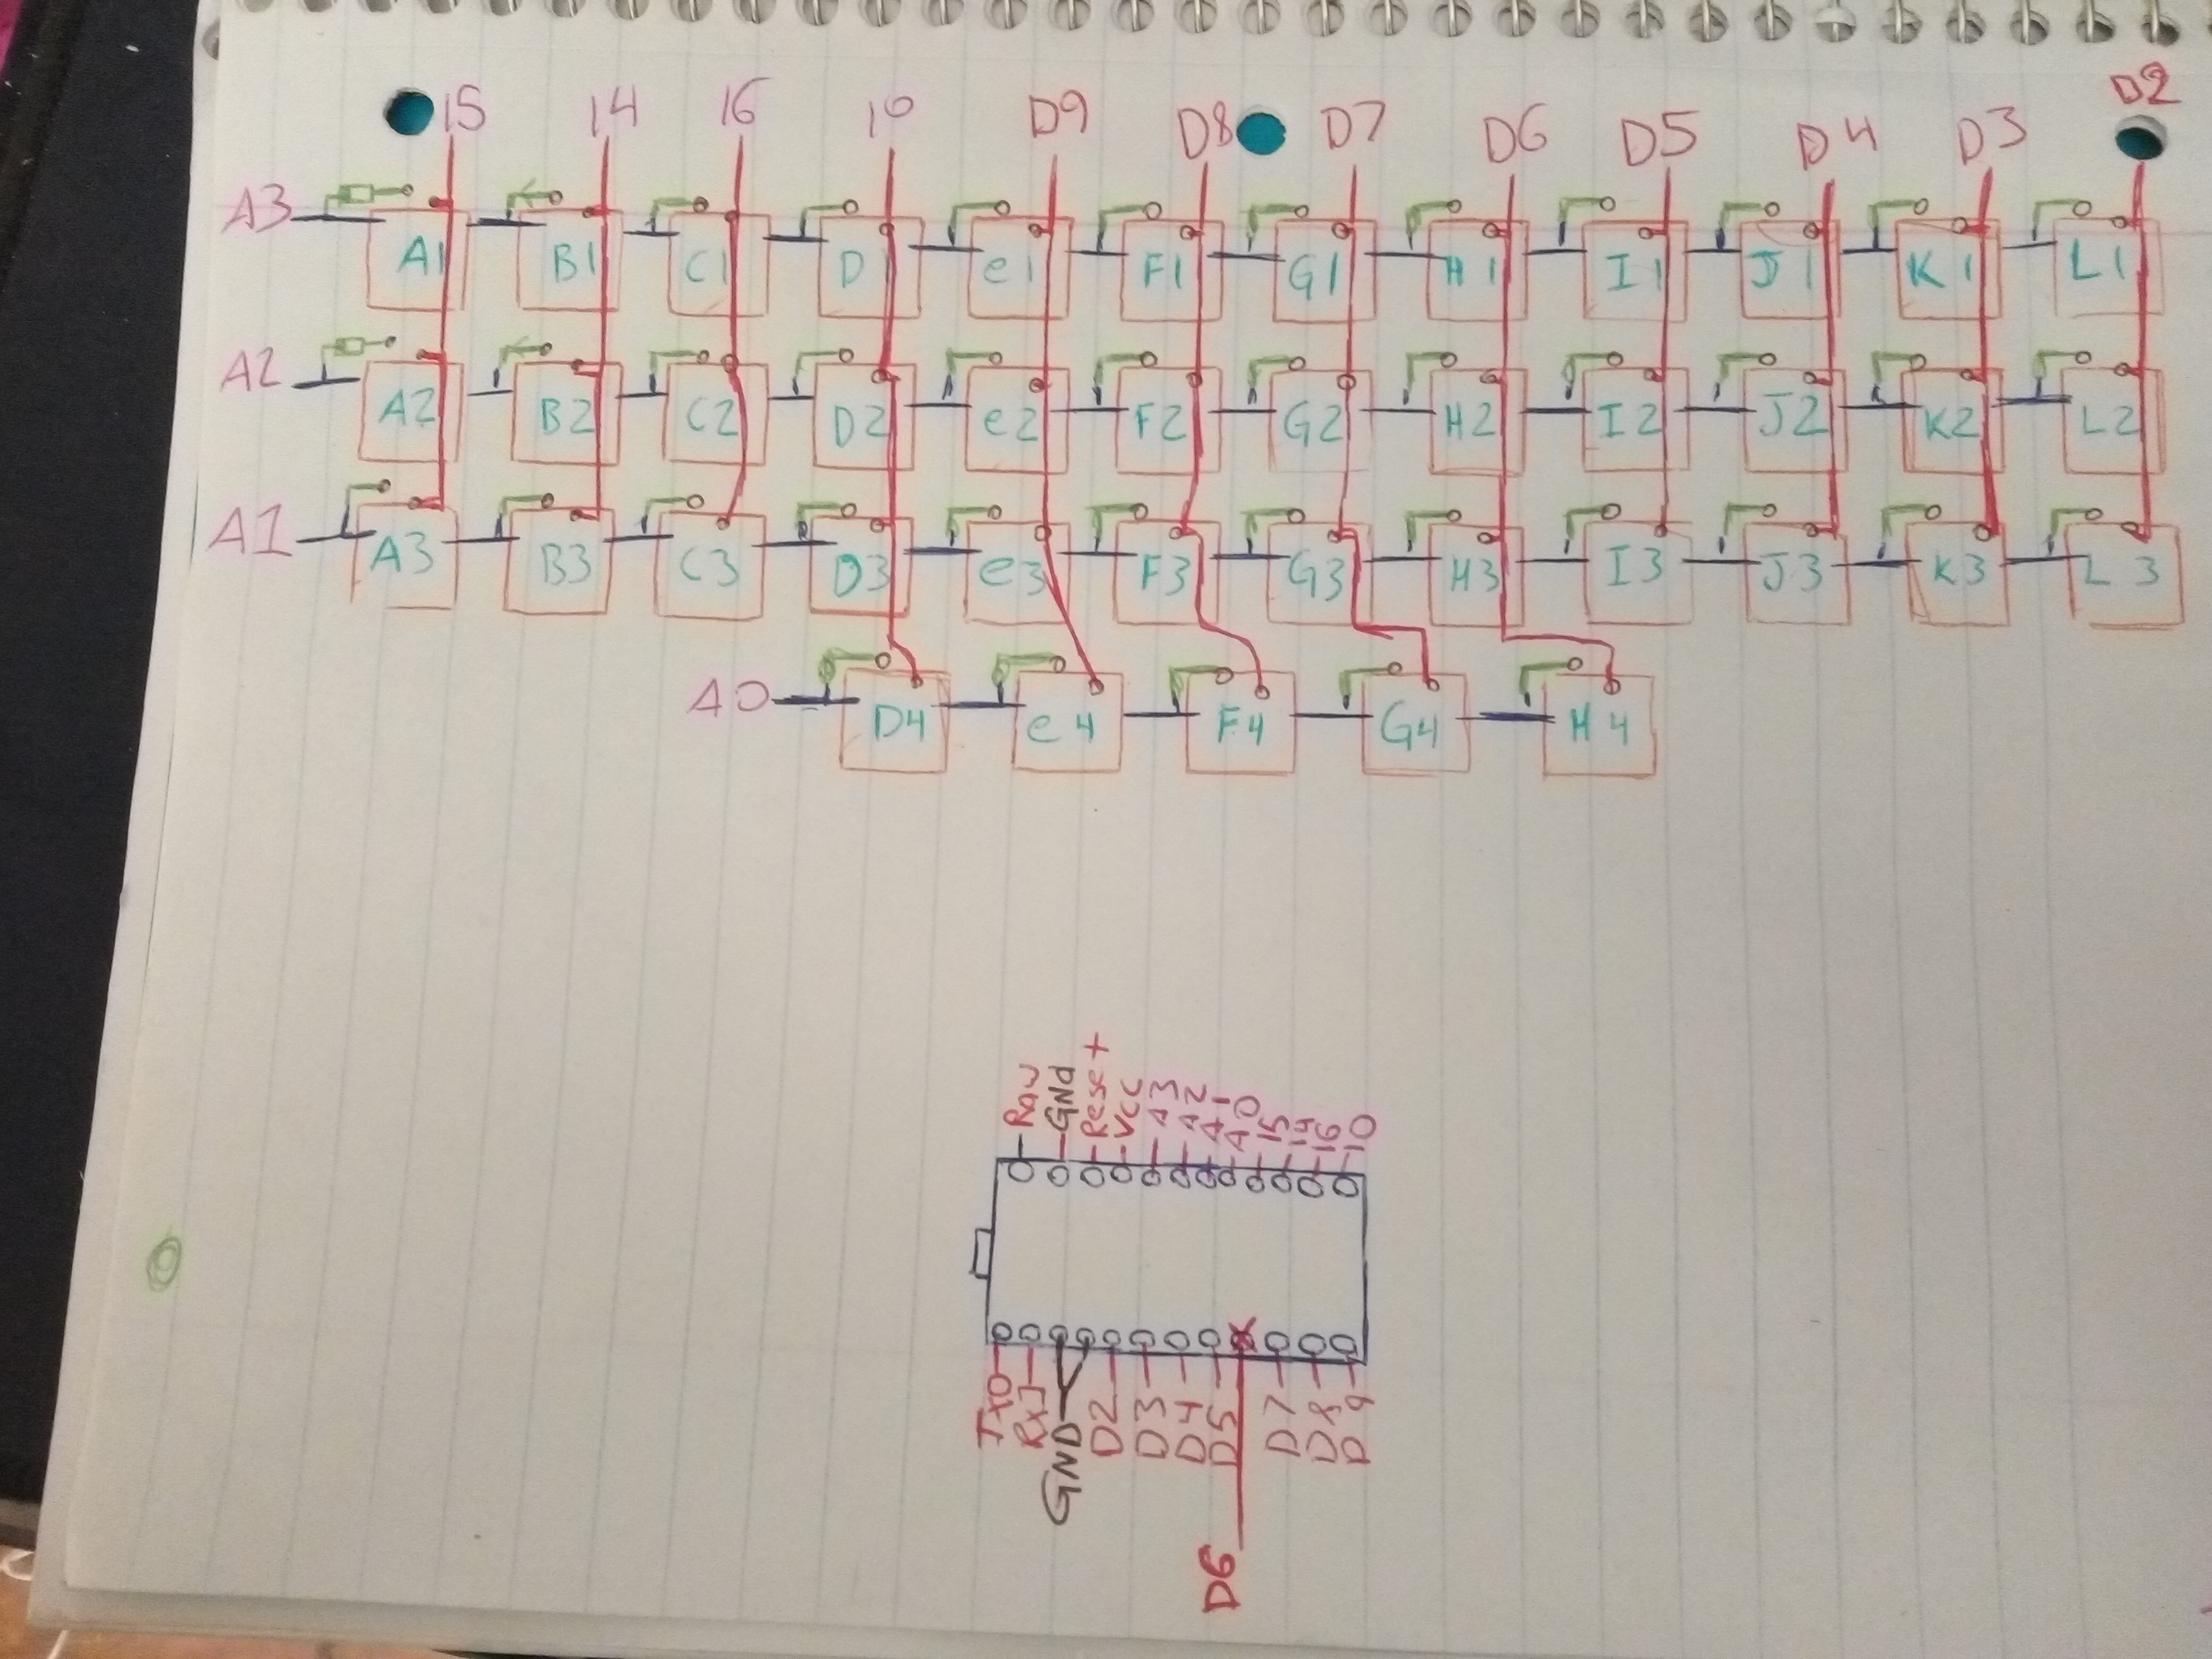 15 14 16 10 D9 D8 D7 D6 D5 D4 D3 D2
A3 A1 B1 C1 D e1 F1 G1 H1 I1 J1 K1 L1
A2 A2 B2 C2 D2 e2 F2 G2 H2 I2 J2 K2 L2
A1 A3 B3 C3 D3 e3 F3 G3 H3 I3 J3 K3 L3
A0 D4 e4 F4 G4 H4
Raw GNd Reset VCC A3 A2 A1 A0 15 14 16 10
TX0 RX1 GND D2 D3 D4 D5 D7 D8 D9
D6